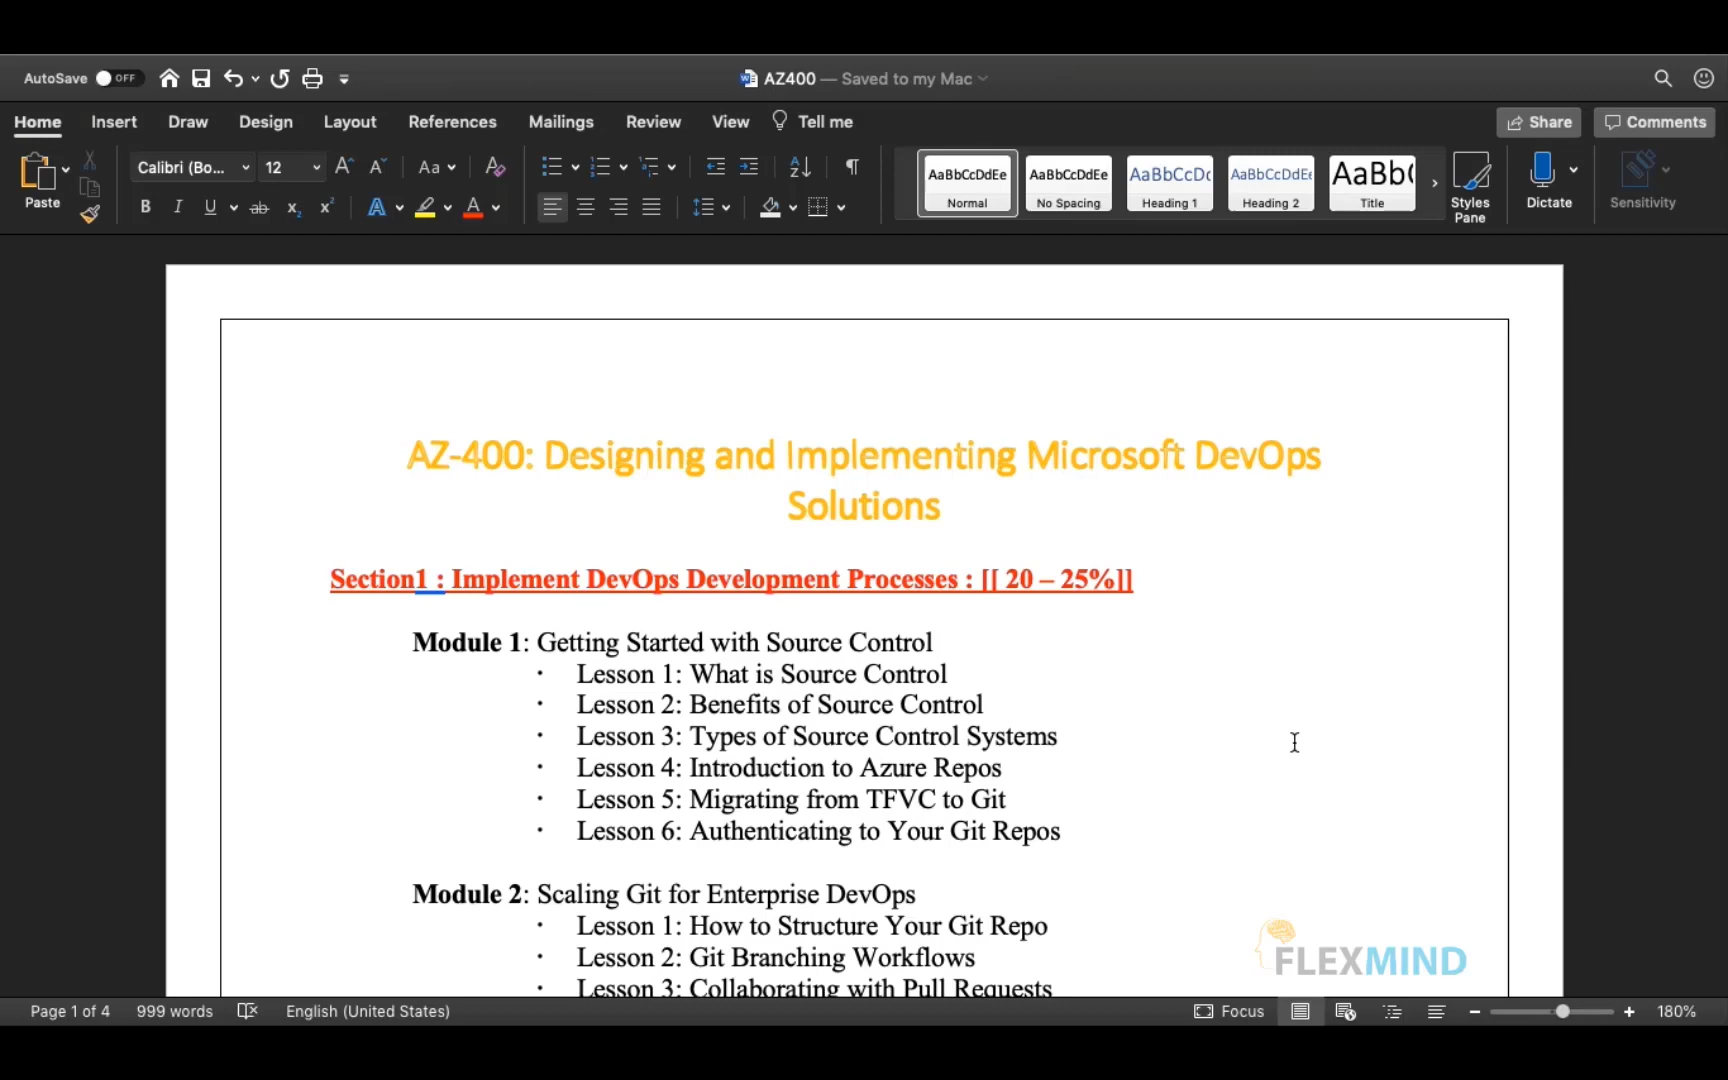 AutoSave OFF AZ400 — Saved to my Mac
Home Insert Draw Design Layout References Mailings Review View Tell me Share Comments
Paste Calibri (Bo... 12 Aa
B I U ab x₂ x² A A
AaBbCcDdEe AaBbCcDdEe AaBbCcDc AaBbCcDdEe AaBb(
Normal No Spacing Heading 1 Heading 2 Title Styles Pane Dictate Sensitivity
AZ-400: Designing and Implementing Microsoft DevOps
Solutions
Section1 : Implement DevOps Development Processes : [[ 20 – 25%]]
Module 1: Getting Started with Source Control
· Lesson 1: What is Source Control
· Lesson 2: Benefits of Source Control
· Lesson 3: Types of Source Control Systems
· Lesson 4: Introduction to Azure Repos
· Lesson 5: Migrating from TFVC to Git
· Lesson 6: Authenticating to Your Git Repos
Module 2: Scaling Git for Enterprise DevOps
· Lesson 1: How to Structure Your Git Repo
· Lesson 2: Git Branching Workflows
· Lesson 3: Collaborating with Pull Requests
FLEXMIND
Page 1 of 4 999 words English (United States) Focus 180%